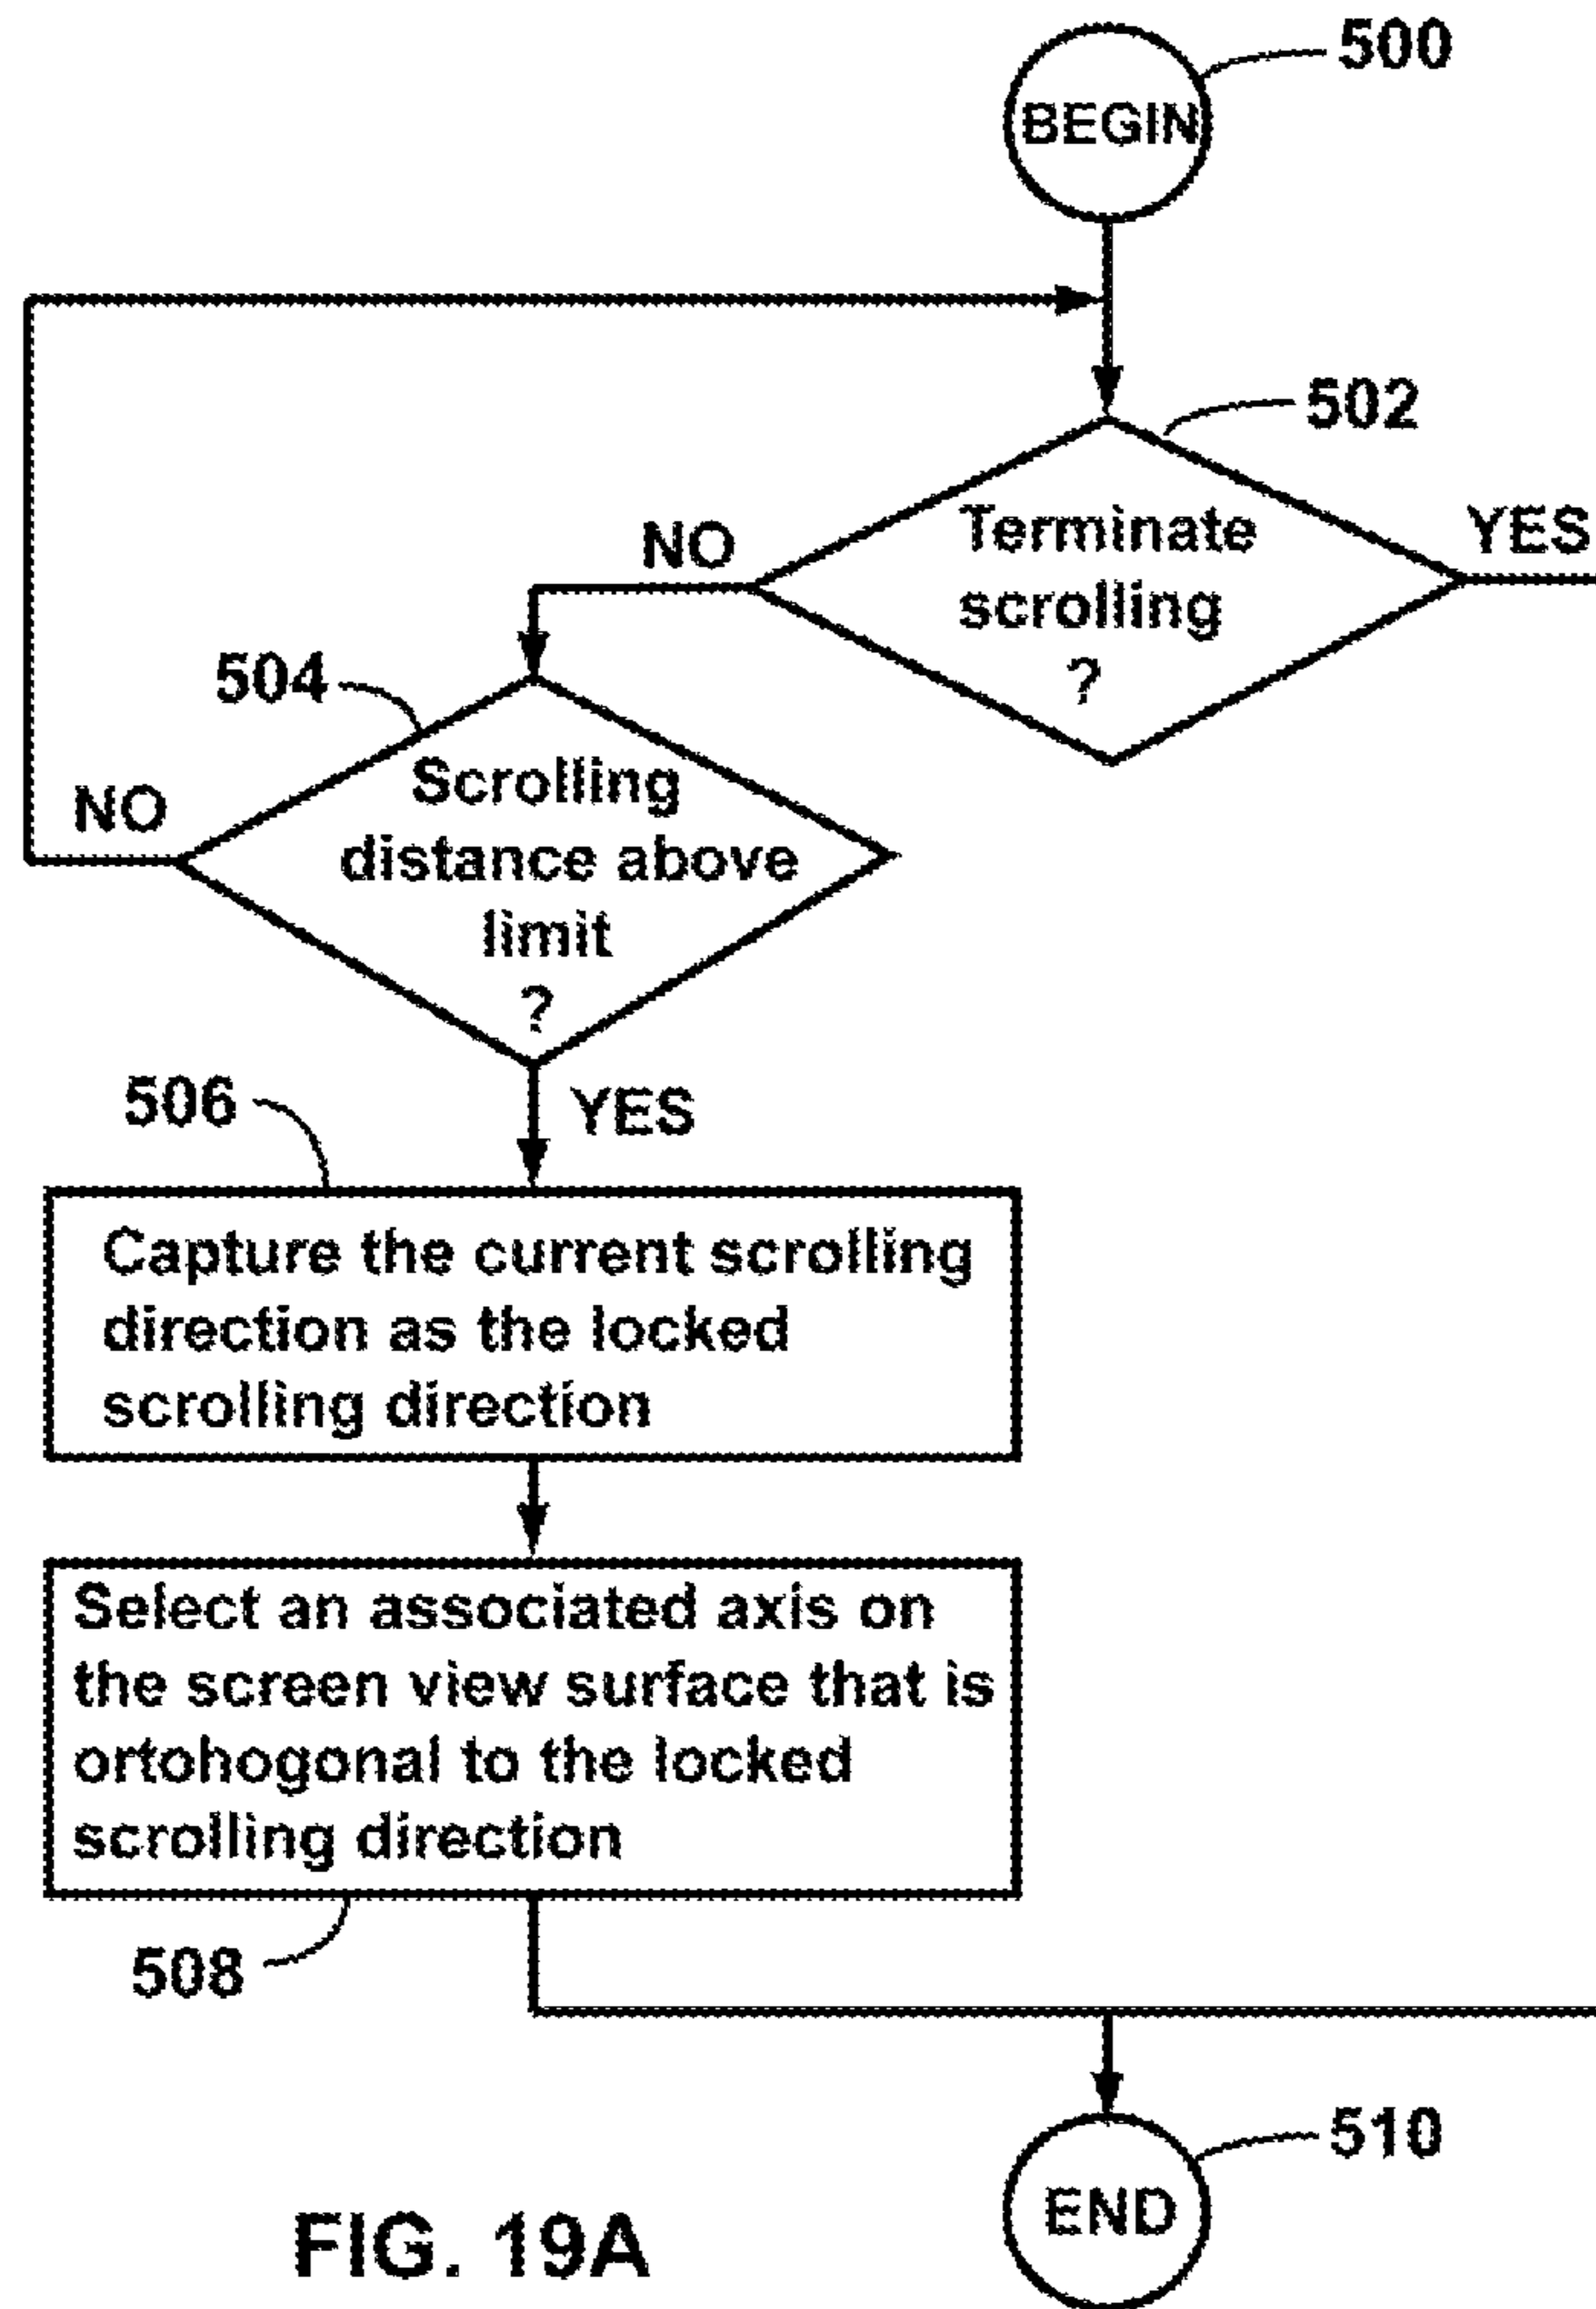 500
BEGIN
502
Terminate
scrolling
?
NO
YES
504
Scrolling
distance above
limit
?
NO
YES
506
Capture the current scrolling
direction as the locked
scrolling direction
Select an associated axis on
the screen view surface that is
ortohogonal to the locked
scrolling direction
508
510
END
FIG. 19A